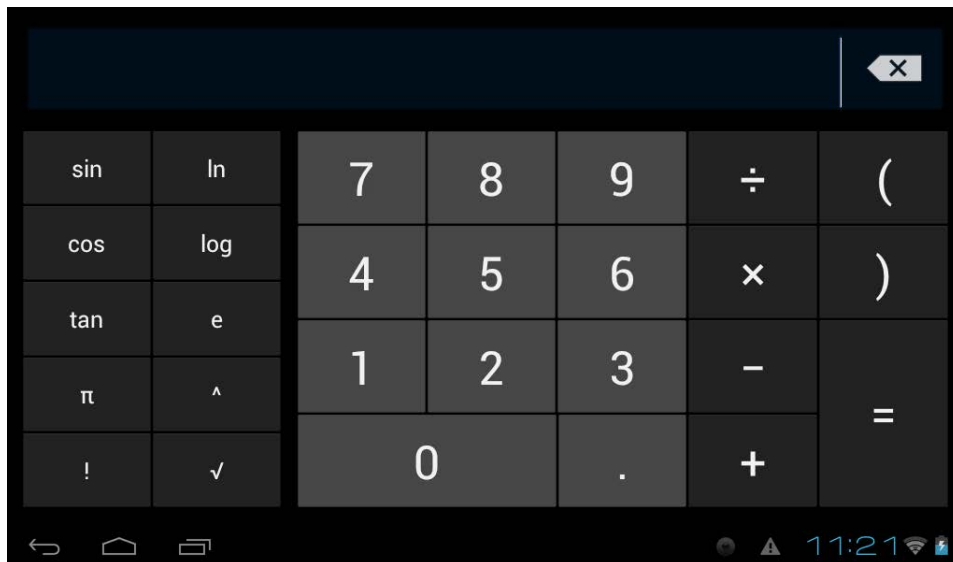 sin ln 7 8 9 ÷ (
cos log 4 5 6 × )
tan e 1 2 3 −
π ^ =
! √ 0 . +
11:21